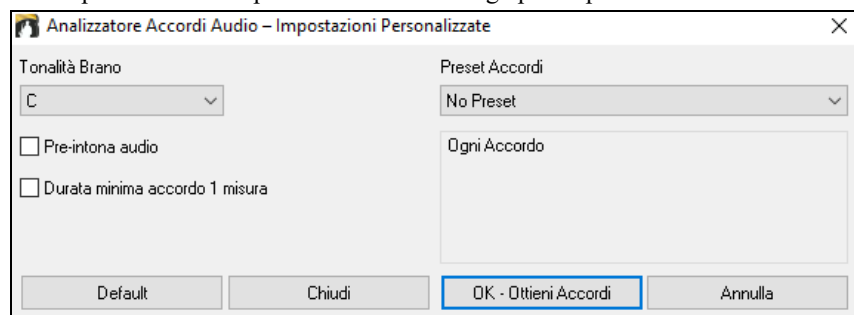 Analizzatore Accordi Audio – Impostazioni Personalizzate
Tonalità Brano
Preset Accordi
C
No Preset
Pre-intona audio
Ogni Accordo
Durata minima accordo 1 misura
Default
Chiudi
OK - Ottieni Accordi
Annulla